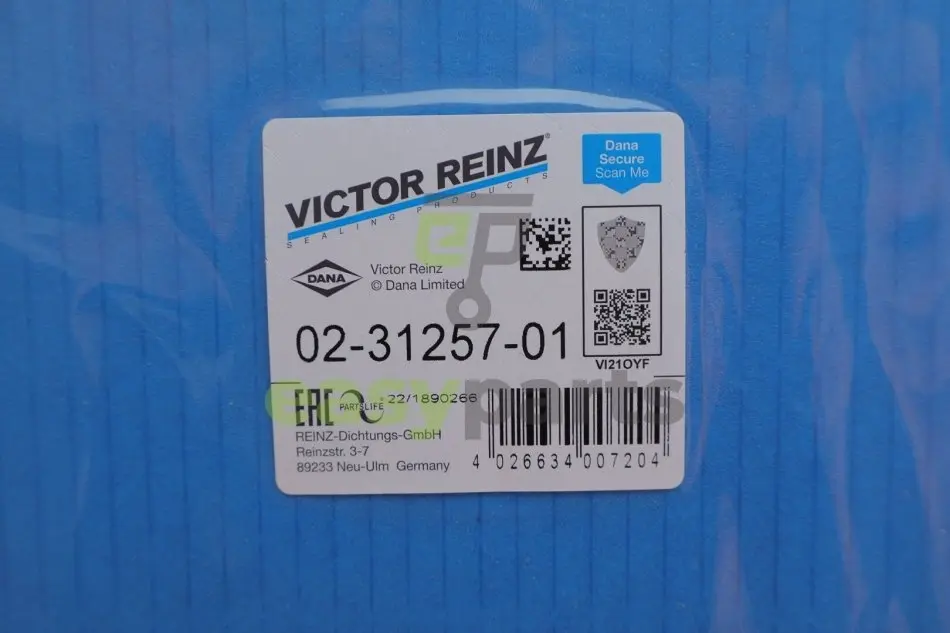 VICTOR REINZ®
SEALING PRODUCTS
Dana
Secure
Scan Me
ep
DANA
Victor Reinz
© Dana Limited
02-31257-01
VI21OYF
EAC
PARTSLIFE
22/1890266
easyparts
REINZ-Dichtungs-GmbH
Reinzstr. 3-7
89233 Neu-Ulm Germany
4 026634 007204